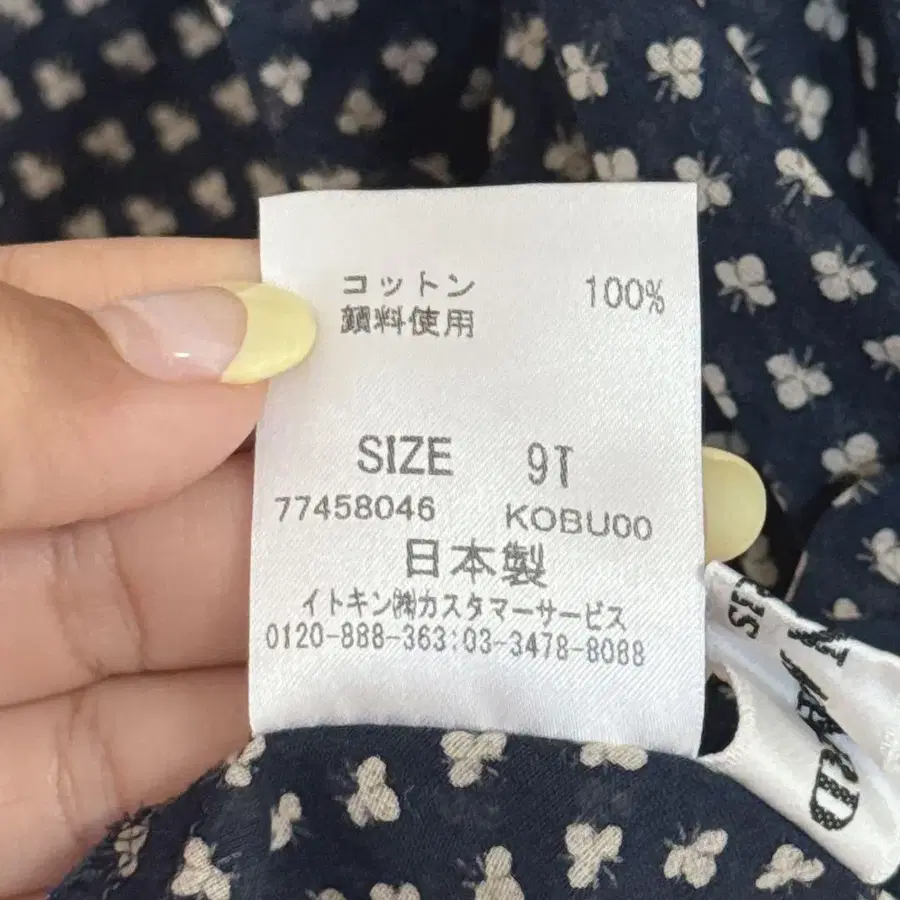 コットン 100%
顔料使用
SIZE 9T
77458046 KOBU00
日本製
イトキン㈱カスタマーサービス
0120-888-363:03-3478-8088